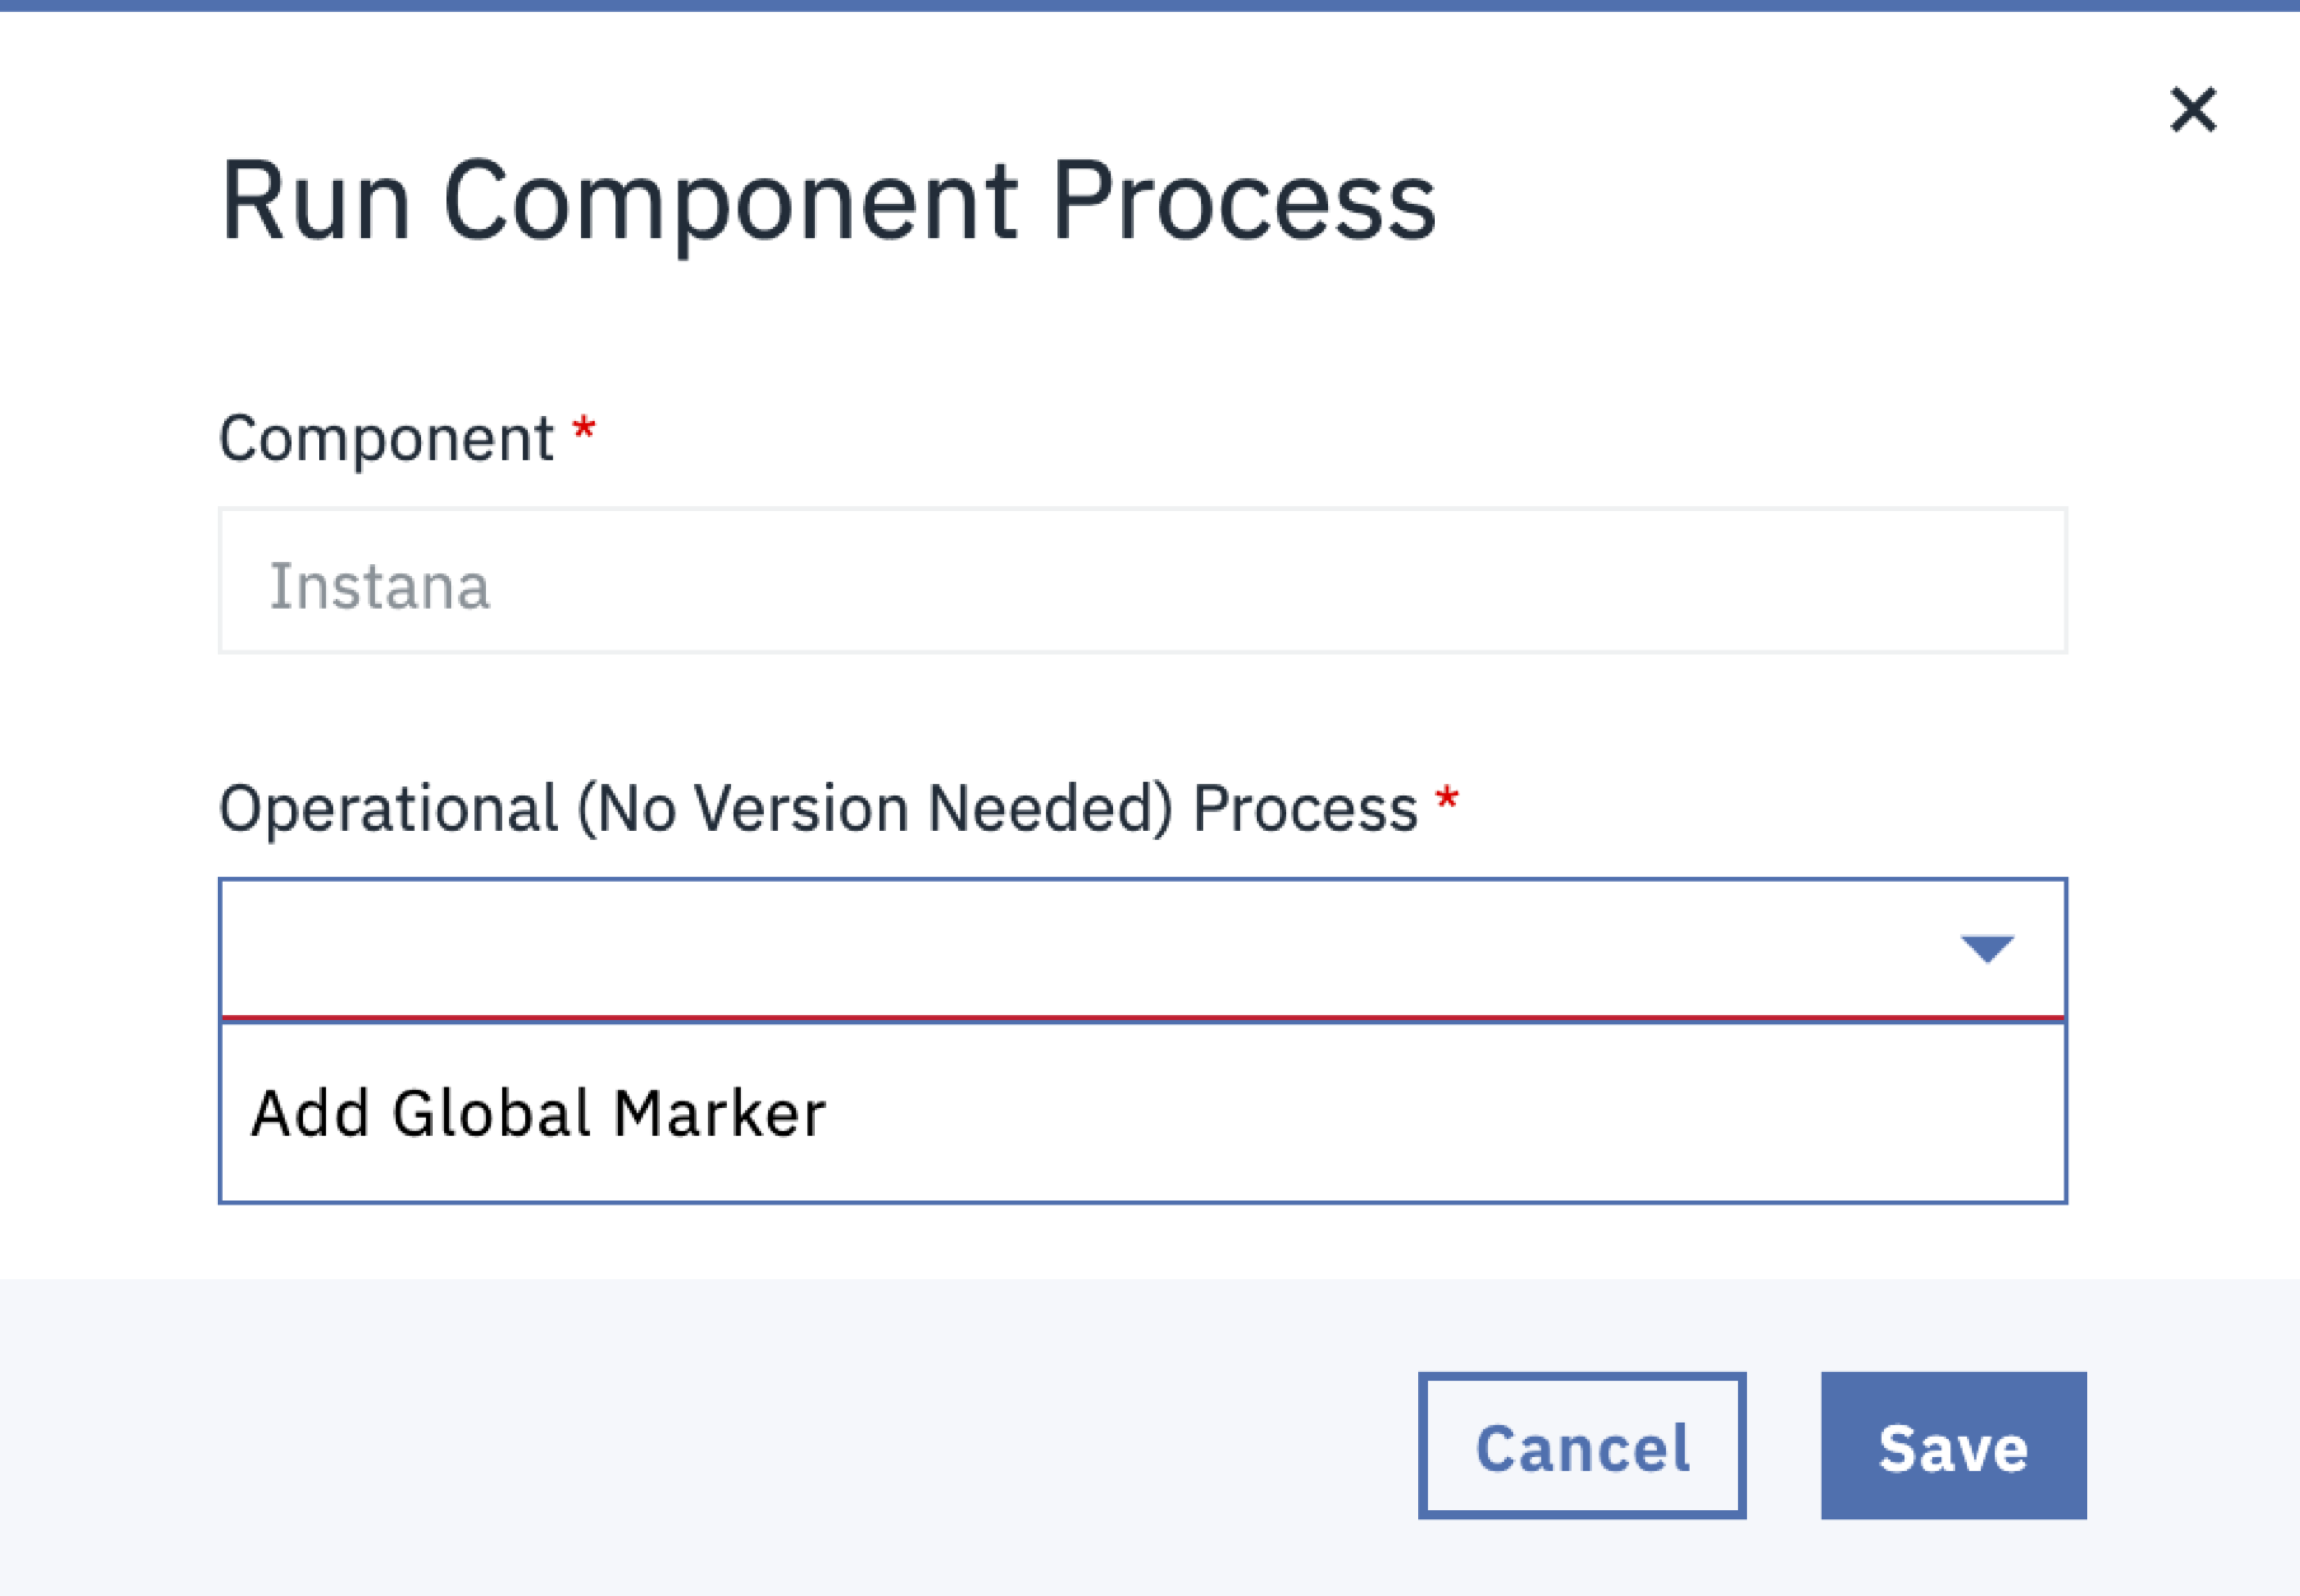 Run Component Process
Component *
Instana
Operational (No Version Needed) Process *
Add Global Marker
Cancel
Save